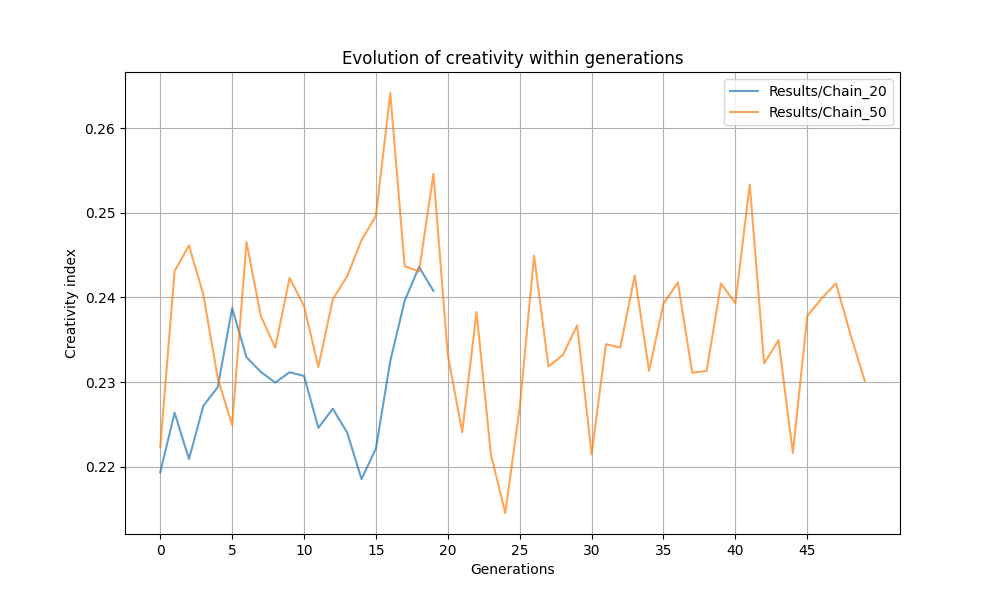 Evolution of creativity within generations
Results/Chain_20
Results/Chain_50
0.26
0.25
0.24
0.23
0.22
Creativity index
0 5 10 15 20 25 30 35 40 45
Generations